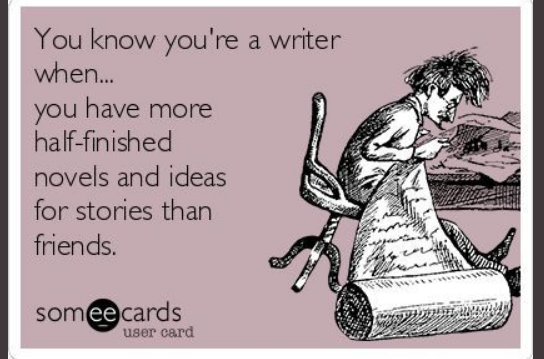 You know you're a writer
when...
you have more
half-finished
novels and ideas
for stories than
friends.
someecards
user card